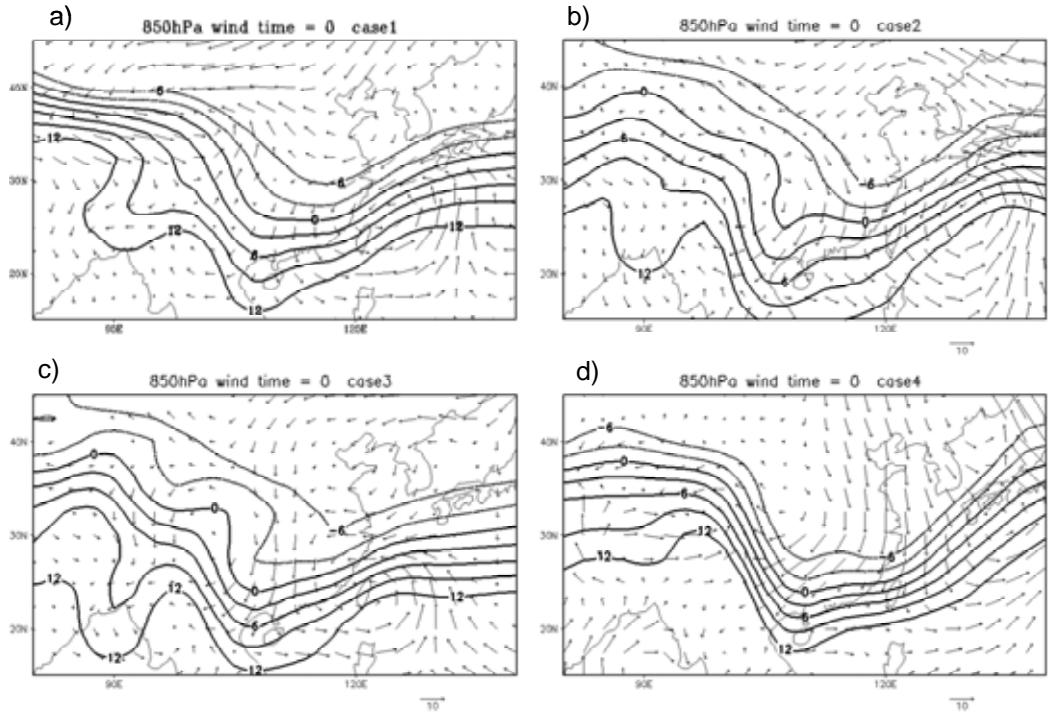 a)
850hPa wind time = 0 case1
40N
30N
20N
90E
120E
-6
12
12
0
-6
6
12
12
b)
850hPa wind time = 0 case2
40N
30N
20N
90E
120E
0
6
-6
0
12
6
10
c)
850hPa wind time = 0 case3
40N
30N
20N
90E
120E
0
0
-6
12
12
0
6
12
12
12
10
d)
850hPa wind time = 0 case4
40N
30N
20N
90E
120E
-6
0
6
12
12
-6
0
6
12
10